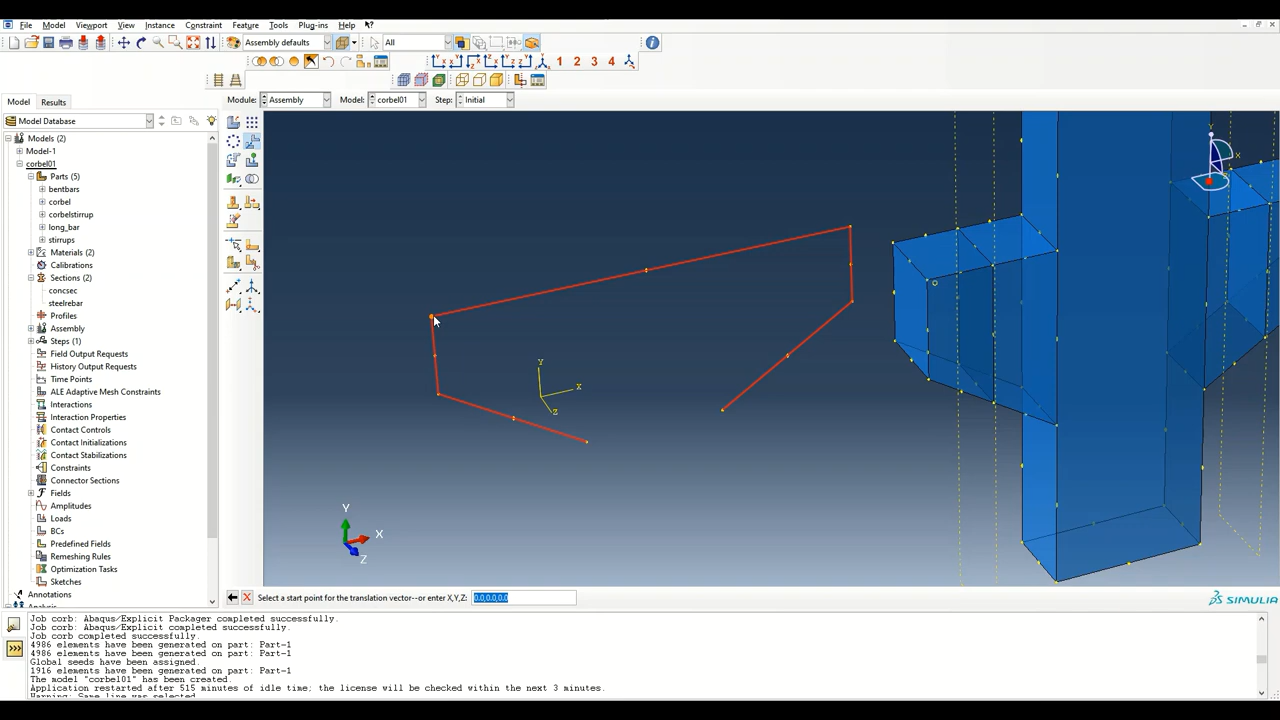 File Model Viewport View Instance Constraint Feature Tools Plug-ins Help
Assembly defaults All
1 2 3 4
Model Results
Module: Assembly Model: corbel01 Step: Initial
Model Database
Models (2)
Model-1
corbel01
Parts (5)
bentbars
corbel
corbelstirrup
long_bar
stirrups
Materials (2)
Calibrations
Sections (2)
concsec
steelrebar
Profiles
Assembly
Steps (1)
Field Output Requests
History Output Requests
Time Points
ALE Adaptive Mesh Constraints
Interactions
Interaction Properties
Contact Controls
Contact Initializations
Contact Stabilizations
Constraints
Connector Sections
Fields
Amplitudes
Loads
BCs
Predefined Fields
Remeshing Rules
Optimization Tasks
Sketches
Annotations
Analysis
Y
X
Z
Y
X
Z
Y
X
Select a start point for the translation vector--or enter X,Y,Z: 0.0,0.0,0.0
SIMULIA
Job corb: Abaqus/Explicit Packager completed successfully.
Job corb: Abaqus/Explicit completed successfully.
Job corb completed successfully.
4986 elements have been generated on part: Part-1
4986 elements have been generated on part: Part-1
Global seeds have been assigned.
1916 elements have been generated on part: Part-1
The model "corbel01" has been created.
Application restarted after 515 minutes of idle time; the license will be checked within the next 3 minutes.
Warning: Same line was selected